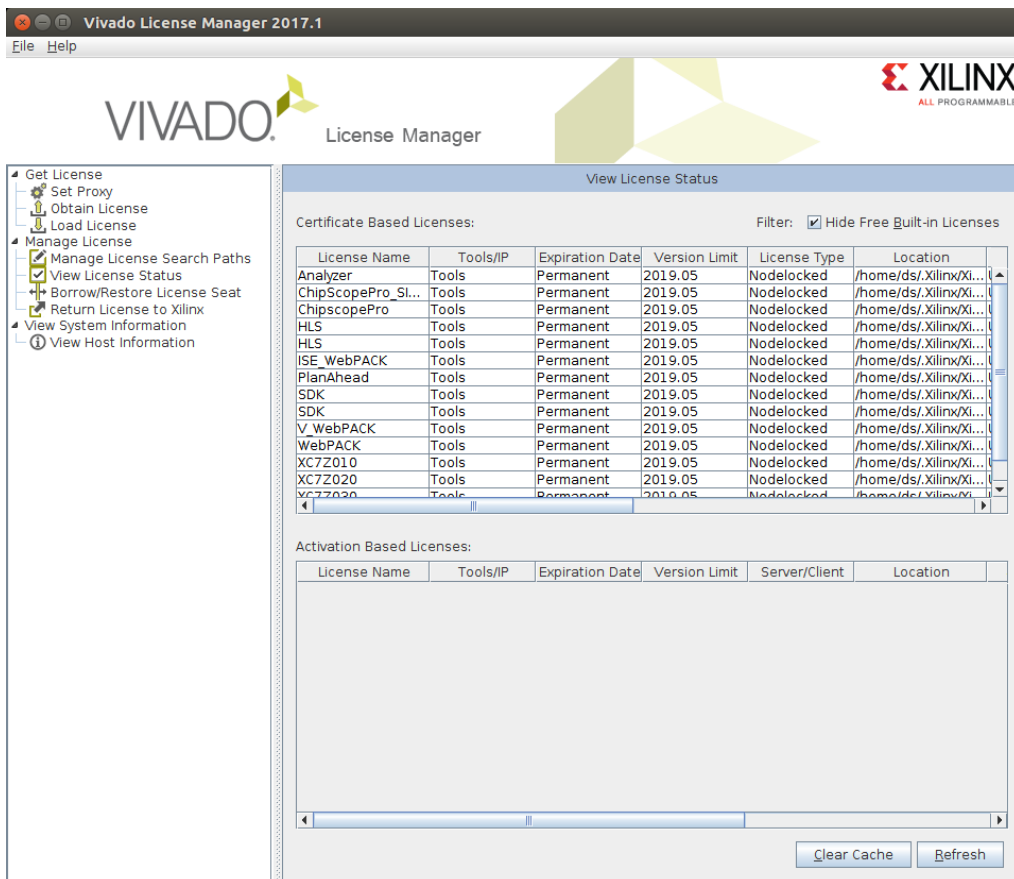 Vivado License Manager 2017.1
File Help
VIVADO. License Manager
XILINX
ALL PROGRAMMABLE
Get License
Set Proxy
Obtain License
Load License
Manage License
Manage License Search Paths
View License Status
Borrow/Restore License Seat
Return License to Xilinx
View System Information
View Host Information
View License Status
Certificate Based Licenses: Filter: Hide Free Built-in Licenses
License Name Tools/IP Expiration Date Version Limit License Type Location
Analyzer Tools Permanent 2019.05 Nodelocked /home/ds/.Xilinx/Xi...
ChipScopePro_SI... Tools Permanent 2019.05 Nodelocked /home/ds/.Xilinx/Xi...
ChipscopePro Tools Permanent 2019.05 Nodelocked /home/ds/.Xilinx/Xi...
HLS Tools Permanent 2019.05 Nodelocked /home/ds/.Xilinx/Xi...
HLS Tools Permanent 2019.05 Nodelocked /home/ds/.Xilinx/Xi...
ISE_WebPACK Tools Permanent 2019.05 Nodelocked /home/ds/.Xilinx/Xi...
PlanAhead Tools Permanent 2019.05 Nodelocked /home/ds/.Xilinx/Xi...
SDK Tools Permanent 2019.05 Nodelocked /home/ds/.Xilinx/Xi...
SDK Tools Permanent 2019.05 Nodelocked /home/ds/.Xilinx/Xi...
V_WebPACK Tools Permanent 2019.05 Nodelocked /home/ds/.Xilinx/Xi...
WebPACK Tools Permanent 2019.05 Nodelocked /home/ds/.Xilinx/Xi...
XC7Z010 Tools Permanent 2019.05 Nodelocked /home/ds/.Xilinx/Xi...
XC7Z020 Tools Permanent 2019.05 Nodelocked /home/ds/.Xilinx/Xi...
XC7Z030 Tools Permanent 2019.05 Nodelocked /home/ds/.Xilinx/Xi...
Activation Based Licenses:
License Name Tools/IP Expiration Date Version Limit Server/Client Location
Clear Cache Refresh